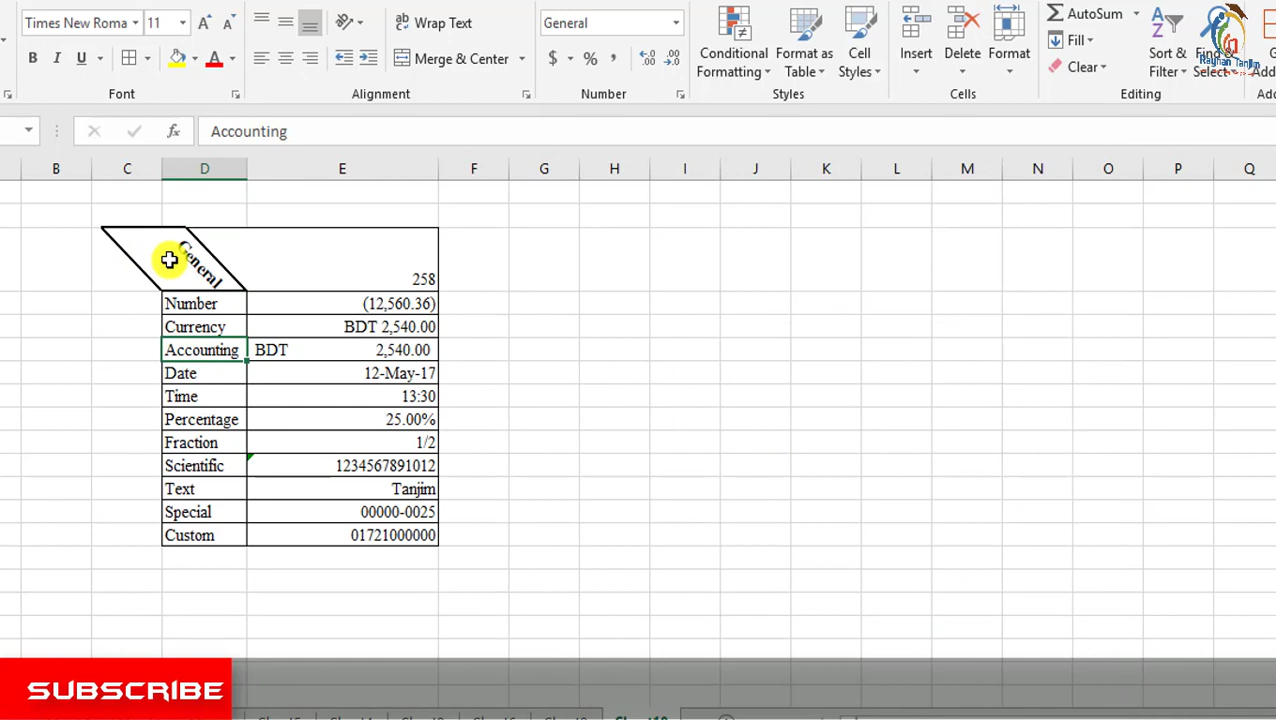 Times New Roma
11
Wrap Text
General
AutoSum
Fill
Clear
Merge & Center
Conditional
Formatting
Format as
Table
Cell
Styles
Insert
Delete
Format
Sort &
Filter
Select
Rayhan Tanjim
B I U
$ % ,
Font
Alignment
Number
Styles
Cells
Editing
Accounting
B C D E F G H I J K L M N O P Q
General 258
Number (12,560.36)
Currency BDT 2,540.00
Accounting BDT 2,540.00
Date 12-May-17
Time 13:30
Percentage 25.00%
Fraction 1/2
Scientific 1234567891012
Text Tanjim
Special 00000-0025
Custom 01721000000
SUBSCRIBE